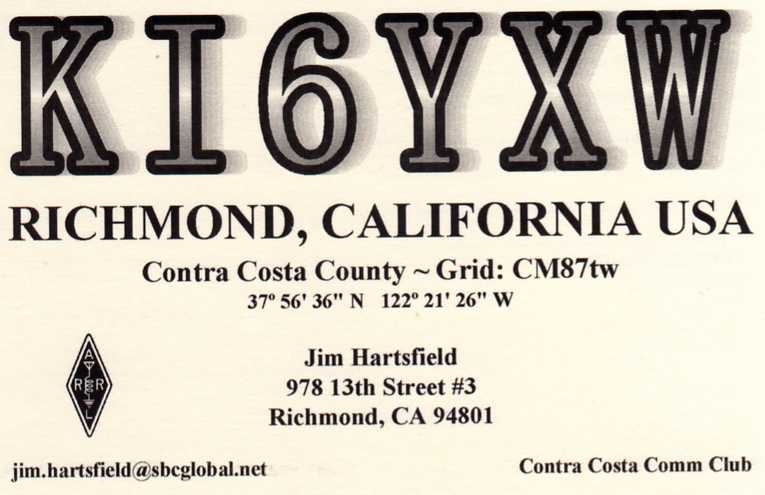 KI6YXW
RICHMOND, CALIFORNIA USA
Contra Costa County ~ Grid: CM87tw
37º 56' 36" N 122º 21' 26" W
A
R R
L
Jim Hartsfield
978 13th Street #3
Richmond, CA 94801
jim.hartsfield@sbcglobal.net
Contra Costa Comm Club